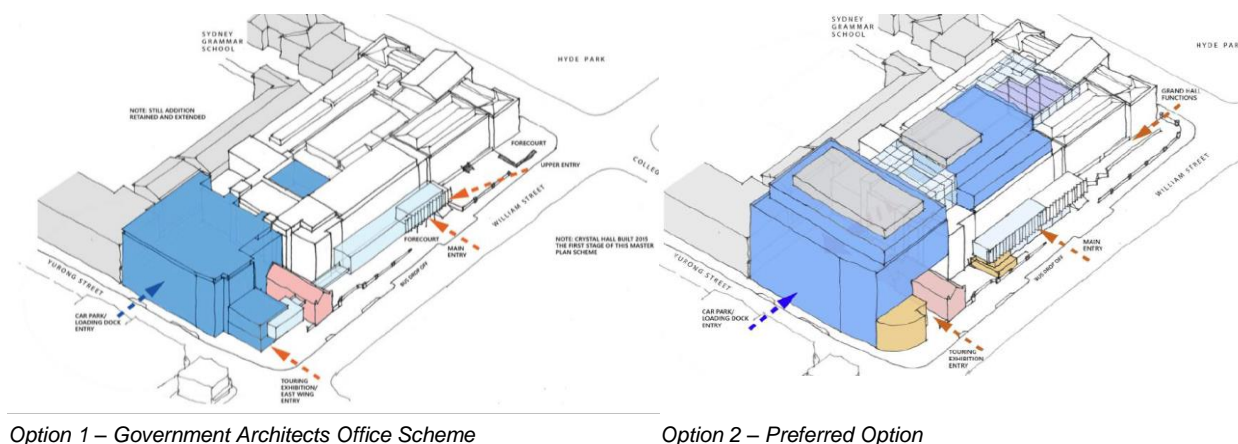 SYDNEY
GRAMMAR
SCHOOL
HYDE PARK
NOTE: STILL ADDITION
RETAINED AND EXTENDED
FORECOURT
UPPER ENTRY
COLLEG
WILLIAM STREET
FORECOURT
MAIN
ENTRY
NOTE: CRYSTAL HALL BUILT 2015
THE FIRST STAGE OF THIS MASTER
PLAN SCHEME
BUS DROP OFF
YURONG STREET
CAR PARK/
LOADING DOCK
ENTRY
TOURING
EXHIBITION/
EAST WING
ENTRY
Option 1 – Government Architects Office Scheme
SYDNEY
GRAMMAR
SCHOOL
HYDE PARK
GRAND HALL
FUNCTIONS
WILLIAM STREET
MAIN
ENTRY
BUS DROP OFF
YURONG STREET
CAR PARK/
LOADING DOCK
ENTRY
TOURING
EXHIBITION
ENTRY
Option 2 – Preferred Option